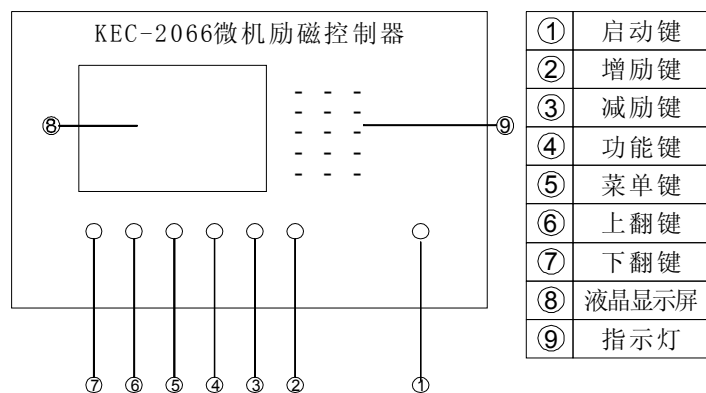 KEC-2066微机励磁控制器
⑧
⑨
⑦ ⑥ ⑤ ④ ③ ② ①
① 启动键
② 增励键
③ 减励键
④ 功能键
⑤ 菜单键
⑥ 上翻键
⑦ 下翻键
⑧ 液晶显示屏
⑨ 指示灯